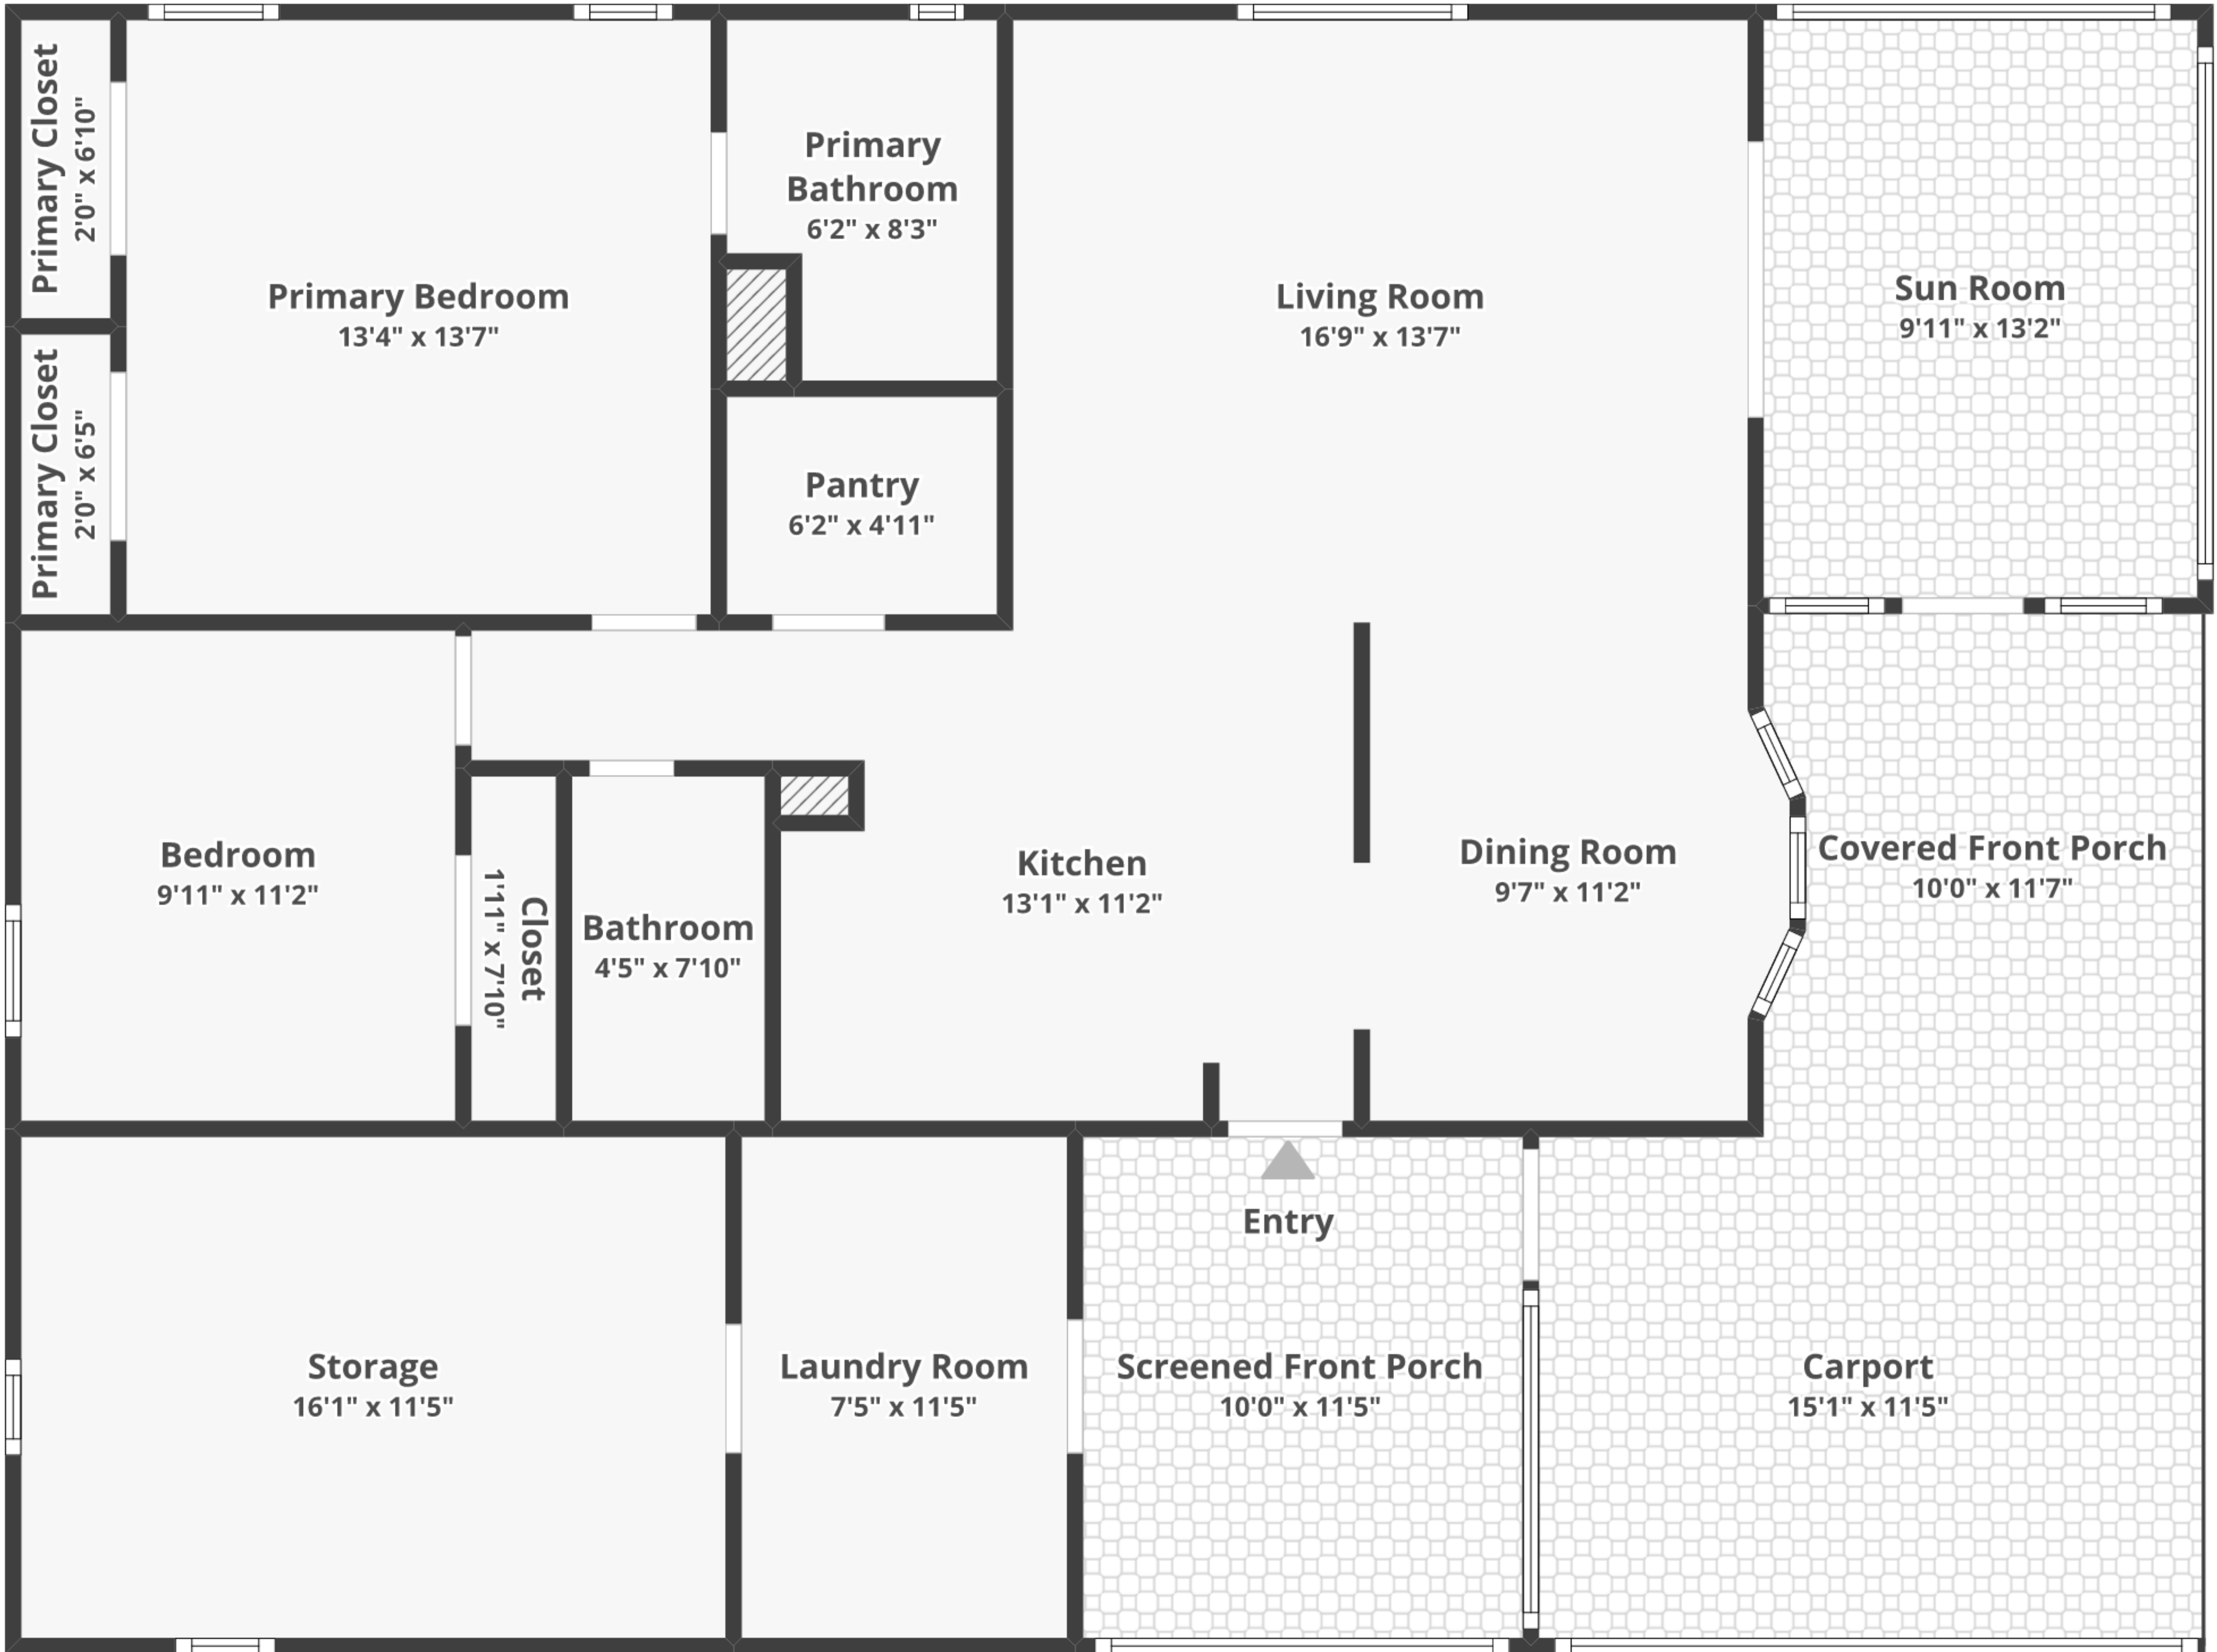 Primary Closet
2'0" x 6'10"
Primary Bedroom
13'4" x 13'7"
Primary
Bathroom
6'2" x 8'3"
Living Room
16'9" x 13'7"
Sun Room
9'11" x 13'2"
Primary Closet
2'0" x 6'5"
Pantry
6'2" x 4'11"
Bedroom
9'11" x 11'2"
Closet
1'11" x 7'10"
Bathroom
4'5" x 7'10"
Kitchen
13'1" x 11'2"
Dining Room
9'7" x 11'2"
Covered Front Porch
10'0" x 11'7"
Entry
Storage
16'1" x 11'5"
Laundry Room
7'5" x 11'5"
Screened Front Porch
10'0" x 11'5"
Carport
15'1" x 11'5"